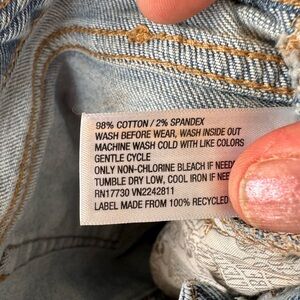 98% COTTON / 2% SPANDEX
WASH BEFORE WEAR, WASH INSIDE OUT
MACHINE WASH COLD WITH LIKE COLORS
GENTLE CYCLE
ONLY NON-CHLORINE BLEACH IF NEED
TUMBLE DRY LOW, COOL IRON IF NEE
RN17730 VN2242811
LABEL MADE FROM 100% RECYCLED